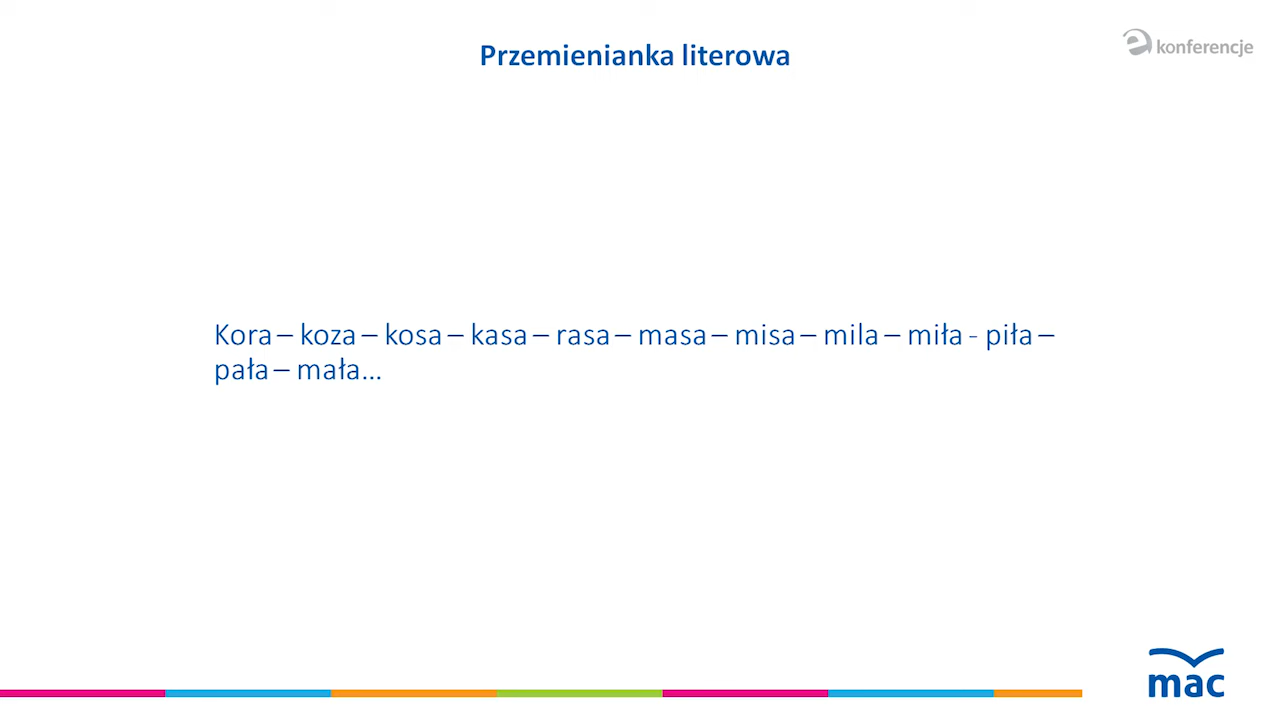 Przemienianka literowa
e konferencje
Kora – koza – kosa – kasa – rasa – masa – misa – mila – miła - piła –
pała – mała...
mac